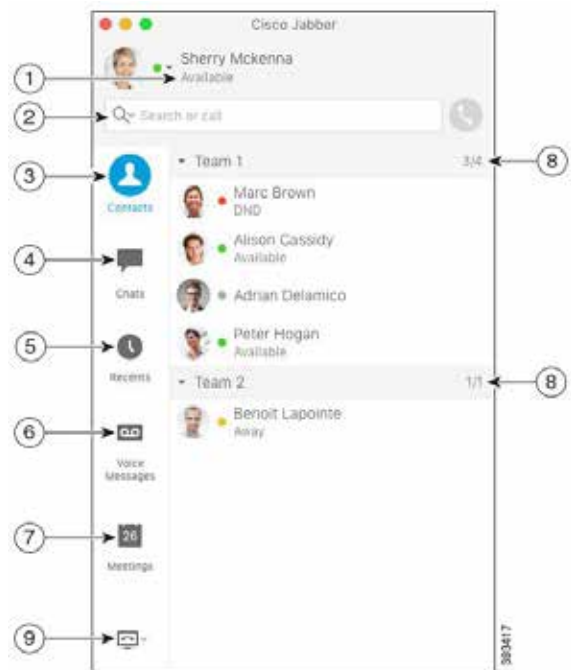 Cisco Jabber
Sherry Mckenna
1
Available
2
Search or call
Team 1
3/4
8
3
Contacts
Marc Brown
DND
Alison Cassidy
Available
4
Chats
Adrian Delamico
5
Recents
Peter Hogan
Available
Team 2
1/1
8
6
Voice
Messages
Benoit Lapointe
Away
7
26
Meetings
9
393417